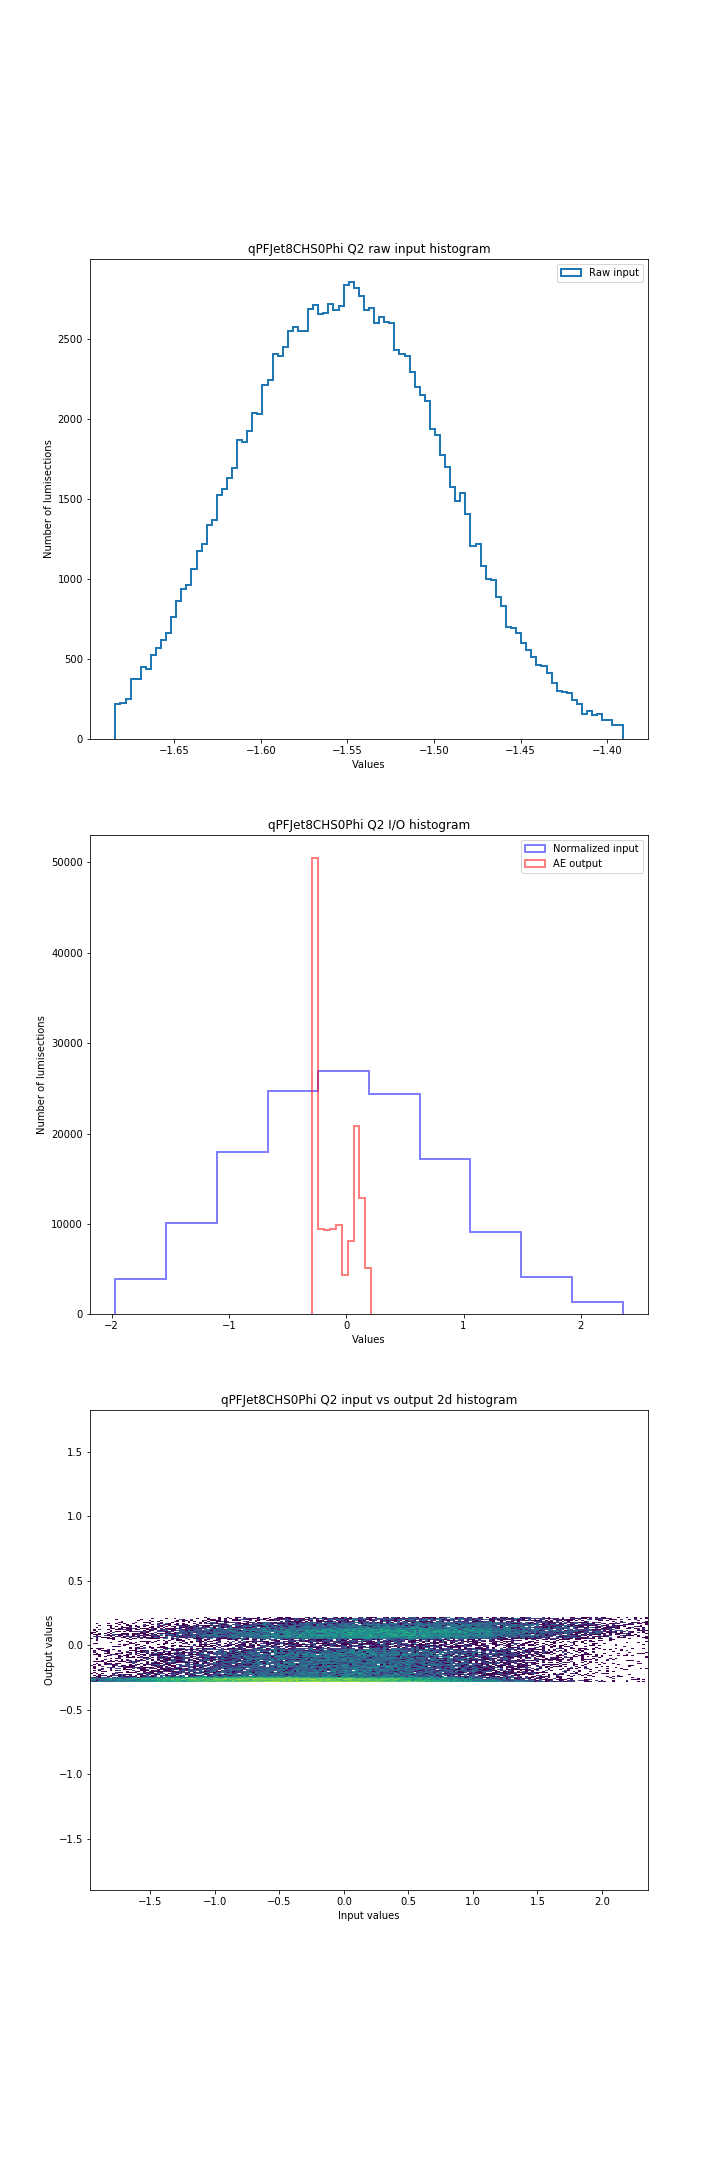 qPFJet8CHS0Phi Q2 raw input histogram
Raw input
Number of lumisections
2500
2000
1500
1000
500
0
−1.65 −1.60 −1.55 −1.50 −1.45 −1.40
Values
qPFJet8CHS0Phi Q2 I/O histogram
Normalized input
AE output
Number of lumisections
50000
40000
30000
20000
10000
0
−2 −1 0 1 2
Values
qPFJet8CHS0Phi Q2 input vs output 2d histogram
Output values
1.5
1.0
0.5
0.0
−0.5
−1.0
−1.5
−1.5 −1.0 −0.5 0.0 0.5 1.0 1.5 2.0
Input values